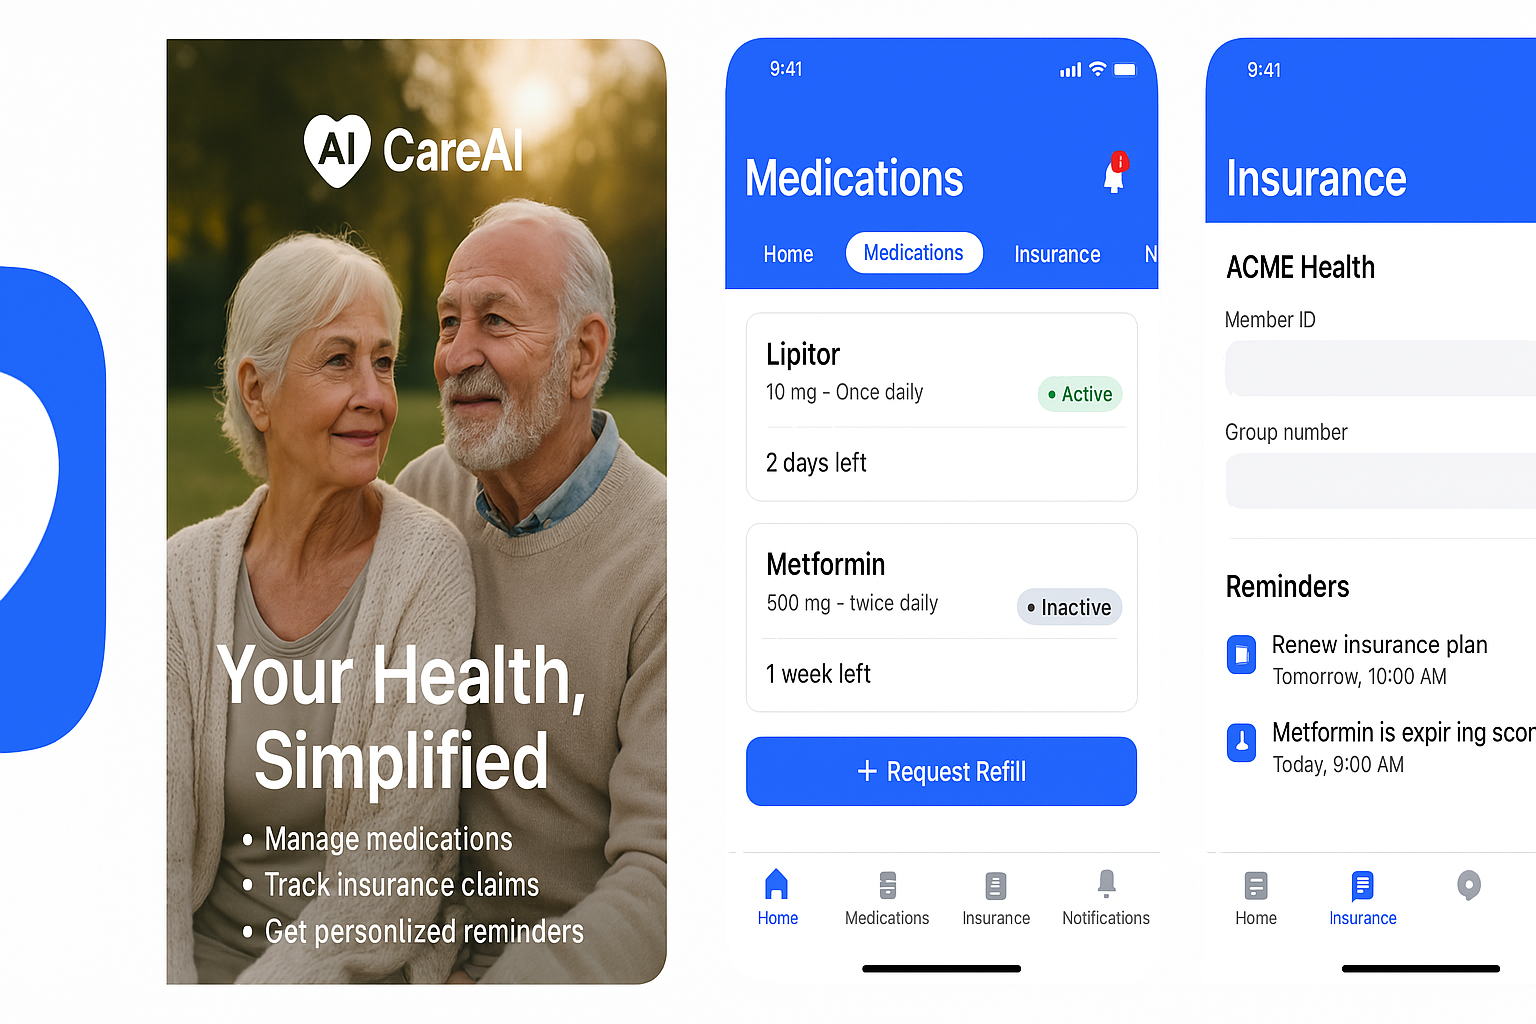 AI CareAI
Your Health,
Simplified
• Manage medications
• Track insurance claims
• Get personlized reminders
9:41
Medications
Home Medications Insurance N
Lipitor
10 mg - Once daily
• Active
2 days left
Metformin
500 mg - twice daily
• Inactive
1 week left
+ Request Refill
Home Medications Insurance Notifications
9:41
Insurance
ACME Health
Member ID
Group number
Reminders
Renew insurance plan
Tomorrow, 10:00 AM
Metformin is expir ing scor
Today, 9:00 AM
Home Insurance